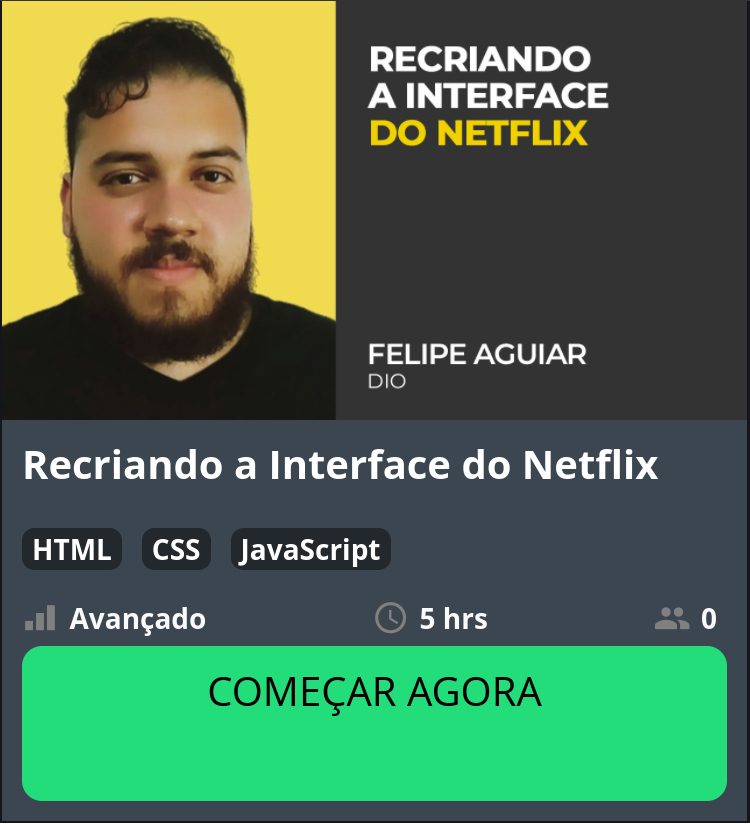 RECRIANDO
A INTERFACE
DO NETFLIX
FELIPE AGUIAR
DIO
Recriando a Interface do Netflix
HTML CSS JavaScript
Avançado 5 hrs 0
COMEÇAR AGORA